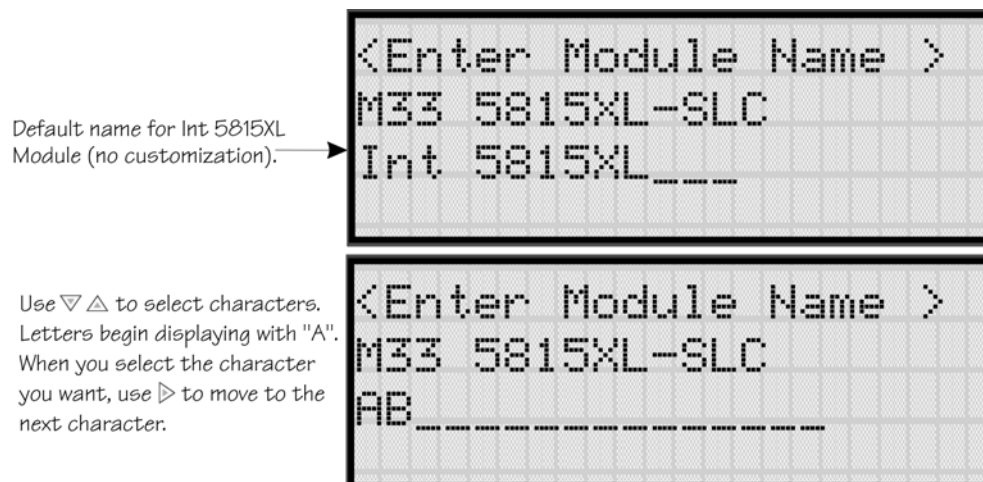 Default name for Int 5815XL
Module (no customization).
<Enter Module Name >
M33 5815XL-SLC
Int 5815XL___
Use ▽ △ to select characters.
Letters begin displaying with "A".
When you select the character
you want, use ▷ to move to the
next character.
<Enter Module Name >
M33 5815XL-SLC
AB______________